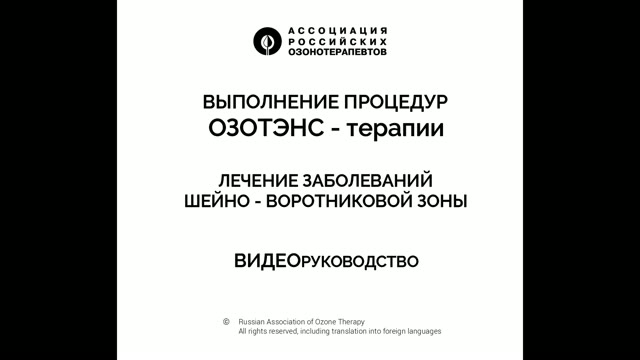 АССОЦИАЦИЯ
РОССИЙСКИХ
ОЗОНОТЕРАПЕВТОВ
ВЫПОЛНЕНИЕ ПРОЦЕДУР
ОЗОТЭНС - терапии
ЛЕЧЕНИЕ ЗАБОЛЕВАНИЙ
ШЕЙНО - ВОРОТНИКОВОЙ ЗОНЫ
ВИДЕОРУКОВОДСТВО
© Russian Association of Ozone Therapy
All rights reserved, including translation into foreign languages